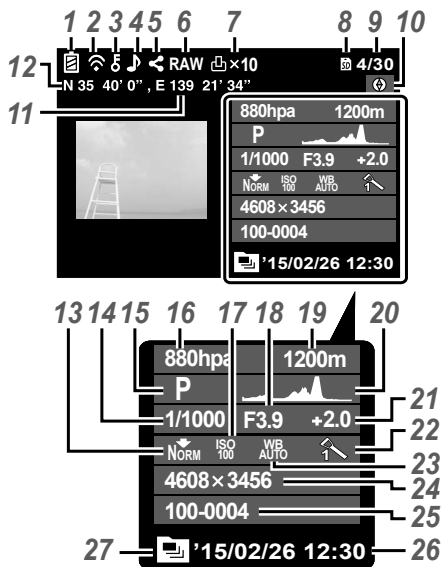 1 2 3 4 5 6 7 8 9 10
RAW ×10 SD 4/30
12 N 35 40' 0", E 139 21' 34"
11
880hpa 1200m
P
1/1000 F3.9 +2.0
NORM ISO 100 WB AUTO 1
4608×3456
100-0004
'15/02/26 12:30
13 14 15 16 17 18 19 20
880hpa 1200m
P
1/1000 F3.9 +2.0 21
NORM ISO 100 WB AUTO 1 22
23
4608×3456 24
100-0004 25
27 '15/02/26 12:30 26